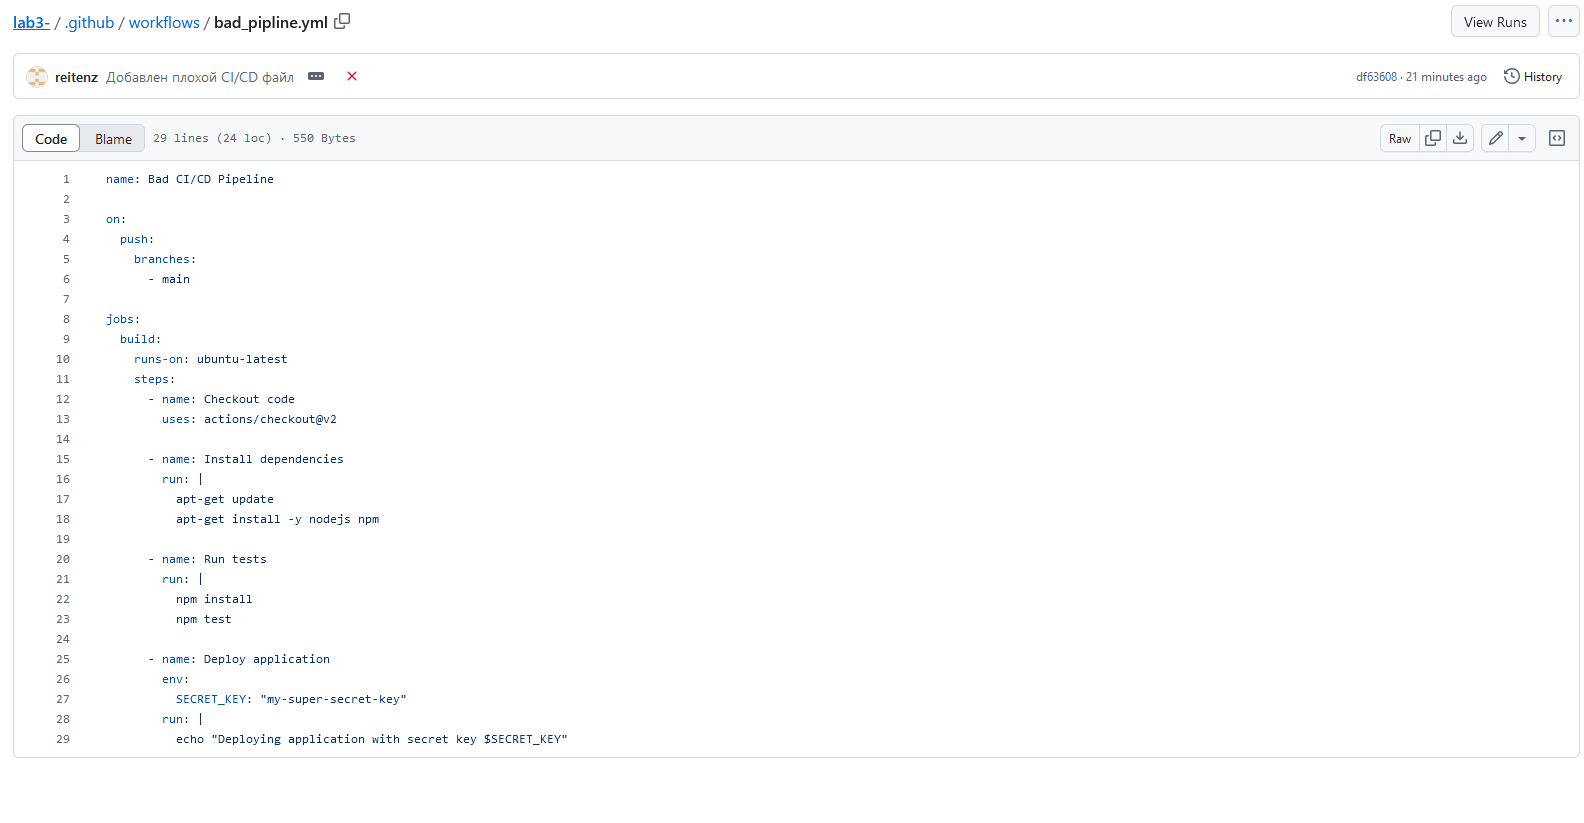 lab3- / .github / workflows / bad_pipline.yml
View Runs
reitenz Добавлен плохой CI/CD файл
df63608 · 21 minutes ago
History
Code Blame 29 lines (24 loc) · 550 Bytes
Raw
1 name: Bad CI/CD Pipeline
2
3 on:
4 push:
5 branches:
6 - main
7
8 jobs:
9 build:
10 runs-on: ubuntu-latest
11 steps:
12 - name: Checkout code
13 uses: actions/checkout@v2
14
15 - name: Install dependencies
16 run: |
17 apt-get update
18 apt-get install -y nodejs npm
19
20 - name: Run tests
21 run: |
22 npm install
23 npm test
24
25 - name: Deploy application
26 env:
27 SECRET_KEY: "my-super-secret-key"
28 run: |
29 echo "Deploying application with secret key $SECRET_KEY"